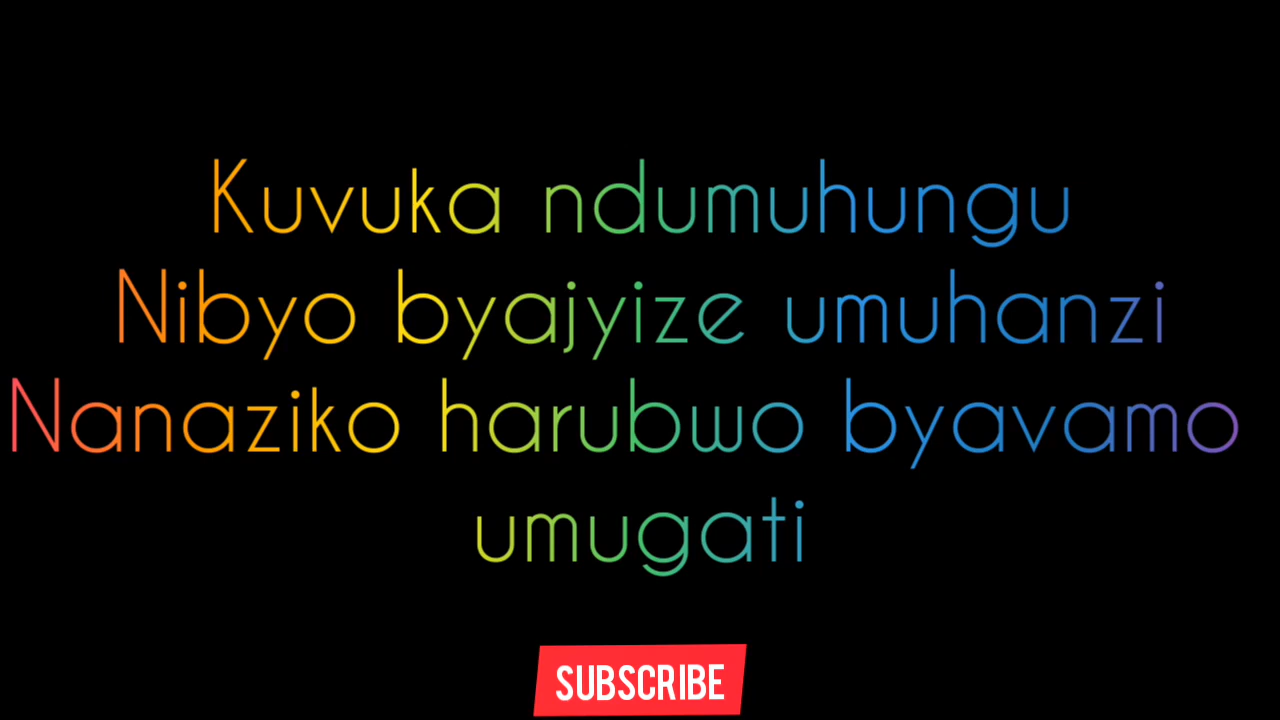 Kuvuka ndumuhungu
Nibyo byajyize umuhanzi
Nanaziko harubwo byavamo
umugati
SUBSCRIBE